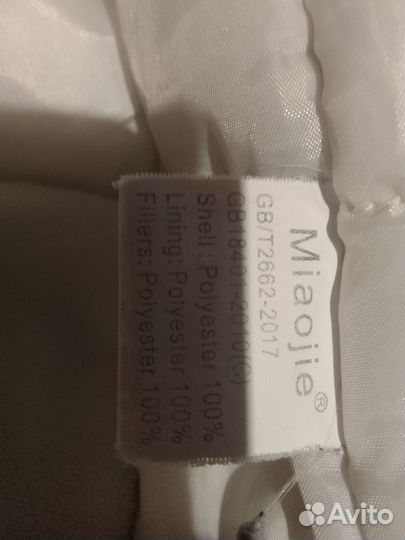 Miaojie®
GB/T2662-2017
GB18401-2010(C)
Shell: Polyester 100%
Lining: Polyester 100%
Fillers: Polyester 100%
Avito